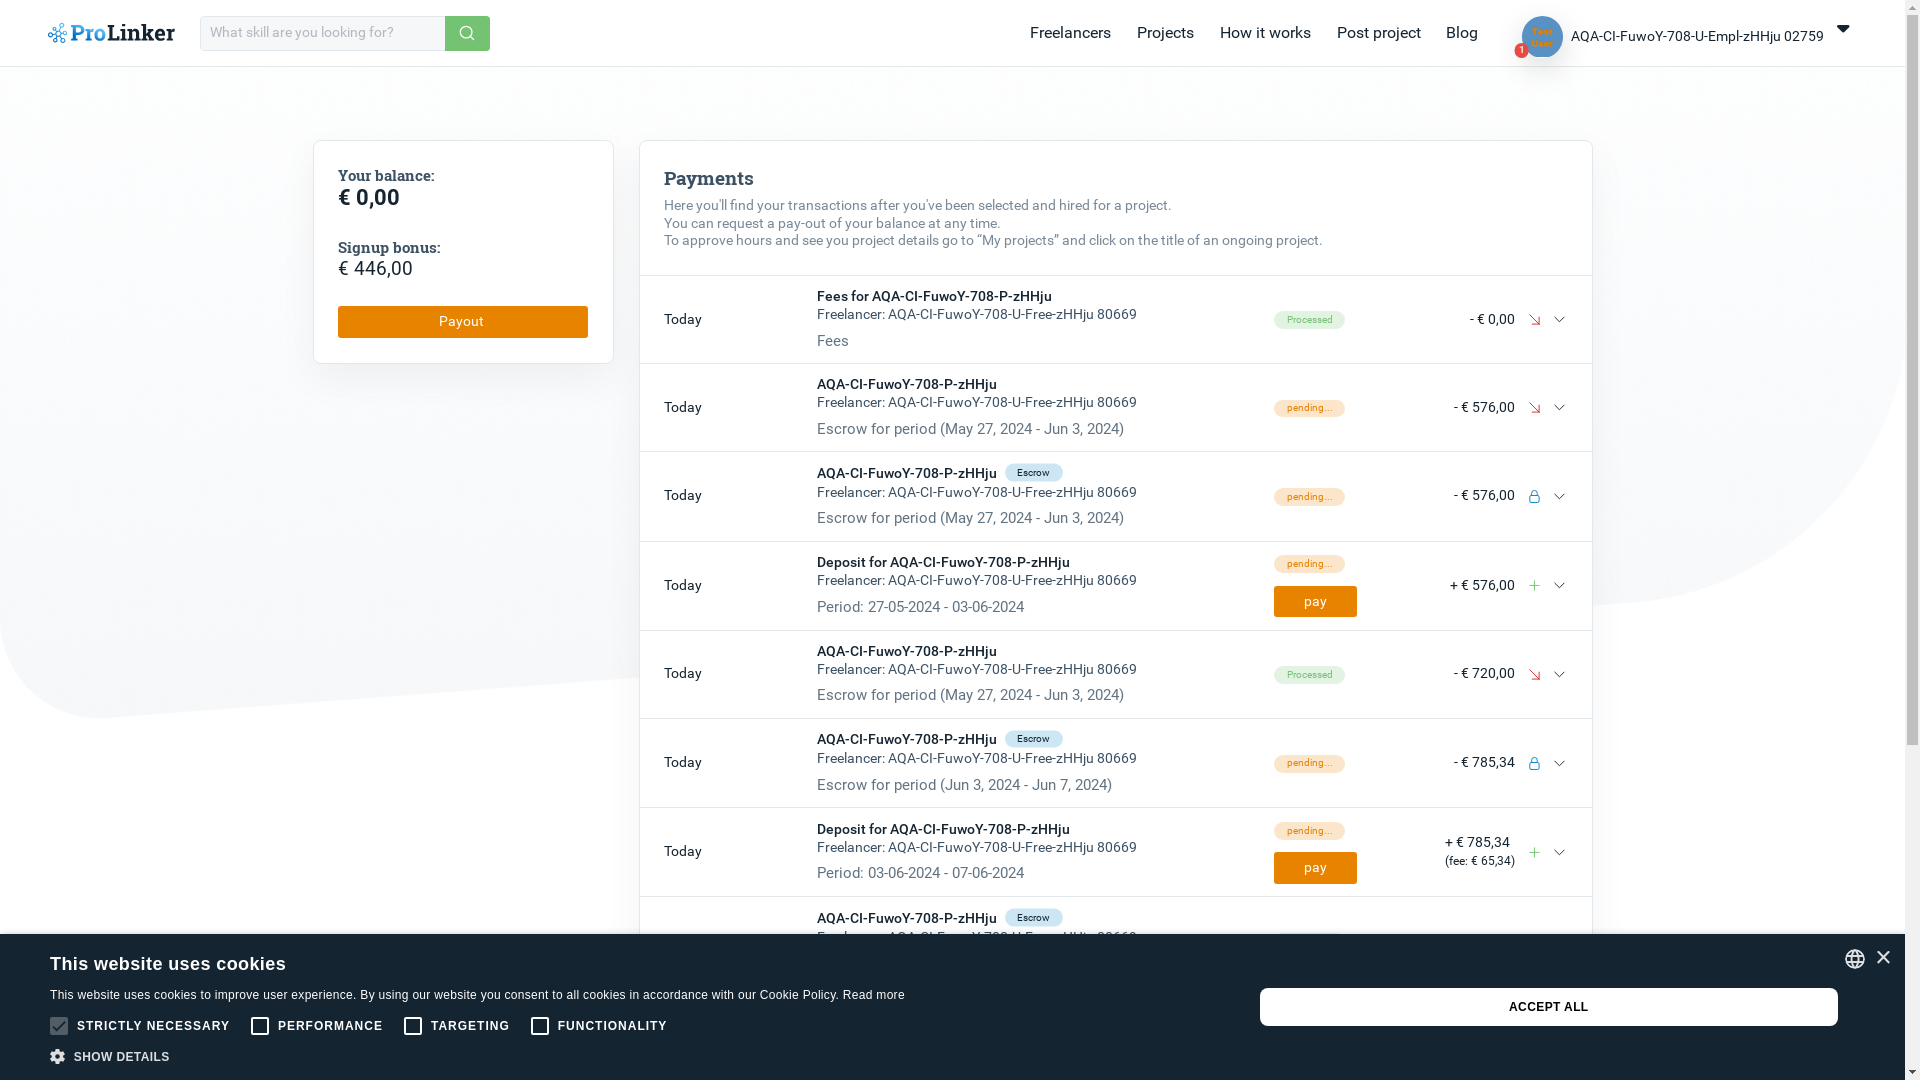 ProLinker
What skill are you looking for?
Freelancers
Projects
How it works
Post project
Blog
1
AQA-CI-FuwoY-708-U-Empl-zHHju 02759
Your balance:
€ 0,00
Signup bonus:
€ 446,00
Payout
Payments
Here you'll find your transactions after you've been selected and hired for a project.
You can request a pay-out of your balance at any time.
To approve hours and see you project details go to “My projects” and click on the title of an ongoing project.
Today
Fees for AQA-CI-FuwoY-708-P-zHHju
Freelancer: AQA-CI-FuwoY-708-U-Free-zHHju 80669
Fees
Processed
- € 0,00
Today
AQA-CI-FuwoY-708-P-zHHju
Freelancer: AQA-CI-FuwoY-708-U-Free-zHHju 80669
Escrow for period (May 27, 2024 - Jun 3, 2024)
pending...
- € 576,00
Today
AQA-CI-FuwoY-708-P-zHHju Escrow
Freelancer: AQA-CI-FuwoY-708-U-Free-zHHju 80669
Escrow for period (May 27, 2024 - Jun 3, 2024)
pending...
- € 576,00
Today
Deposit for AQA-CI-FuwoY-708-P-zHHju
Freelancer: AQA-CI-FuwoY-708-U-Free-zHHju 80669
Period: 27-05-2024 - 03-06-2024
pending...
pay
+ € 576,00
Today
AQA-CI-FuwoY-708-P-zHHju
Freelancer: AQA-CI-FuwoY-708-U-Free-zHHju 80669
Escrow for period (May 27, 2024 - Jun 3, 2024)
Processed
- € 720,00
Today
AQA-CI-FuwoY-708-P-zHHju Escrow
Freelancer: AQA-CI-FuwoY-708-U-Free-zHHju 80669
Escrow for period (Jun 3, 2024 - Jun 7, 2024)
pending...
- € 785,34
Today
Deposit for AQA-CI-FuwoY-708-P-zHHju
Freelancer: AQA-CI-FuwoY-708-U-Free-zHHju 80669
Period: 03-06-2024 - 07-06-2024
pending...
pay
+ € 785,34
(fee: € 65,34)
AQA-CI-FuwoY-708-P-zHHju Escrow
This website uses cookies
This website uses cookies to improve user experience. By using our website you consent to all cookies in accordance with our Cookie Policy. Read more
STRICTLY NECESSARY
PERFORMANCE
TARGETING
FUNCTIONALITY
SHOW DETAILS
ACCEPT ALL